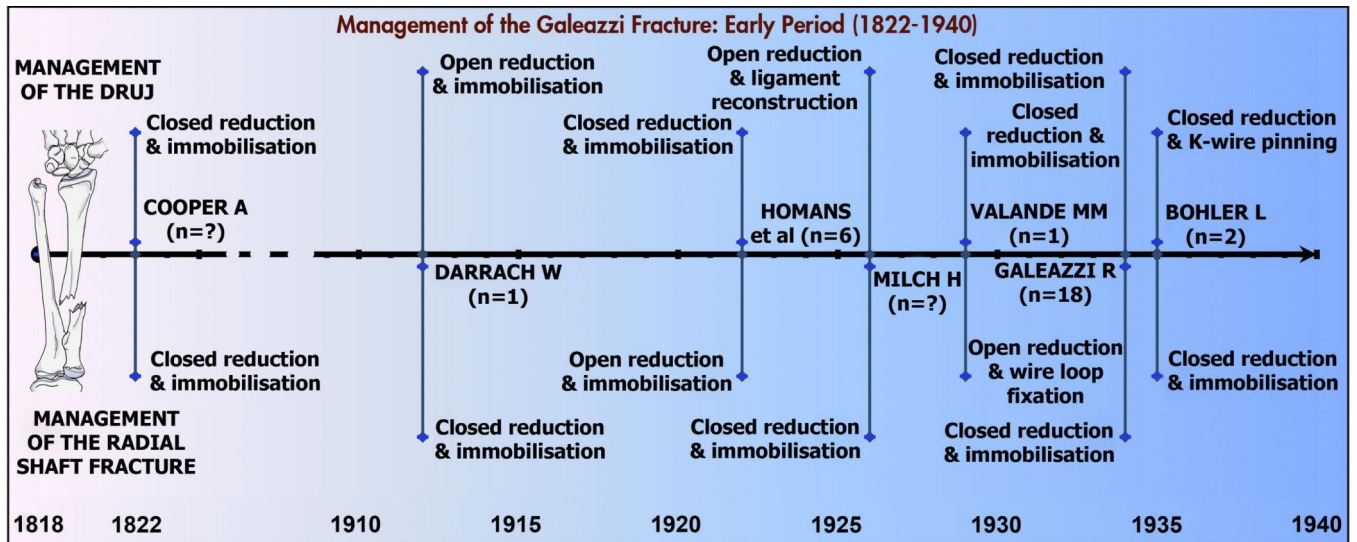 Management of the Galeazzi Fracture: Early Period (1822-1940)
MANAGEMENT
OF THE DRUJ
Closed reduction
& immobilisation
Open reduction
& immobilisation
Closed reduction
& immobilisation
Open reduction
& ligament
reconstruction
Closed reduction
& immobilisation
Closed
reduction &
immobilisation
Closed reduction
& K-wire pinning
COOPER A
(n=?)
DARRACH W
(n=1)
HOMANS
et al (n=6)
MILCH H
(n=?)
VALANDE MM
(n=1)
GALEAZZI R
(n=18)
BOHLER L
(n=2)
MANAGEMENT
OF THE RADIAL
SHAFT FRACTURE
Closed reduction
& immobilisation
Closed reduction
& immobilisation
Open reduction
& immobilisation
Closed reduction
& immobilisation
Open reduction
& wire loop
fixation
Closed reduction
& immobilisation
Closed reduction
& immobilisation
1818 1822 1910 1915 1920 1925 1930 1935 1940